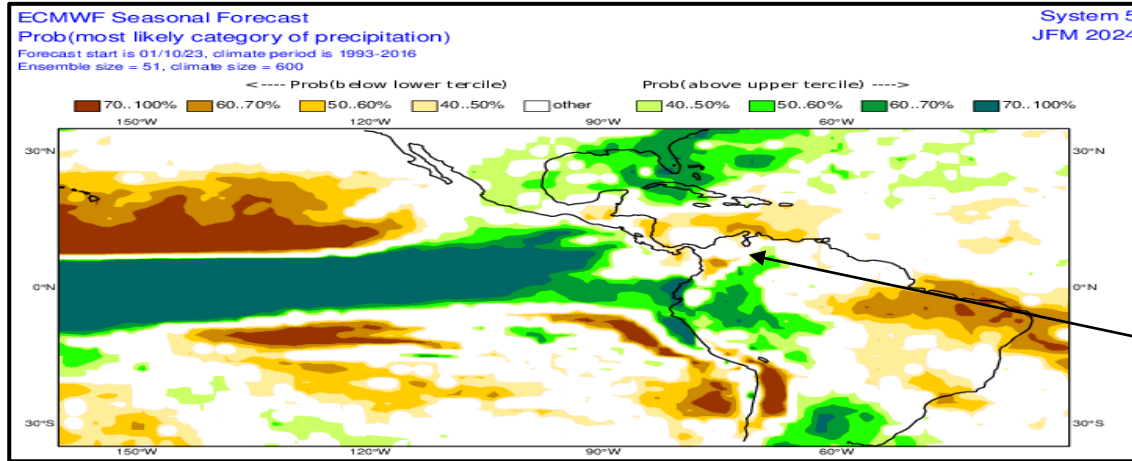 ECMWF Seasonal Forecast System 5
Prob(most likely category of precipitation) JFM 2024
Forecast start is 01/10/23, climate period is 1993-2016
Ensemble size = 51, climate size = 600
<---- Prob(below lower tercile) Prob(above upper tercile) ---->
70..100% 60..70% 50..60% 40..50% other 40..50% 50..60% 60..70% 70..100%
150°W 120°W 90°W 60°W
30°N 30°N
0°N 0°N
30°S 30°S
150°W 120°W 90°W 60°W